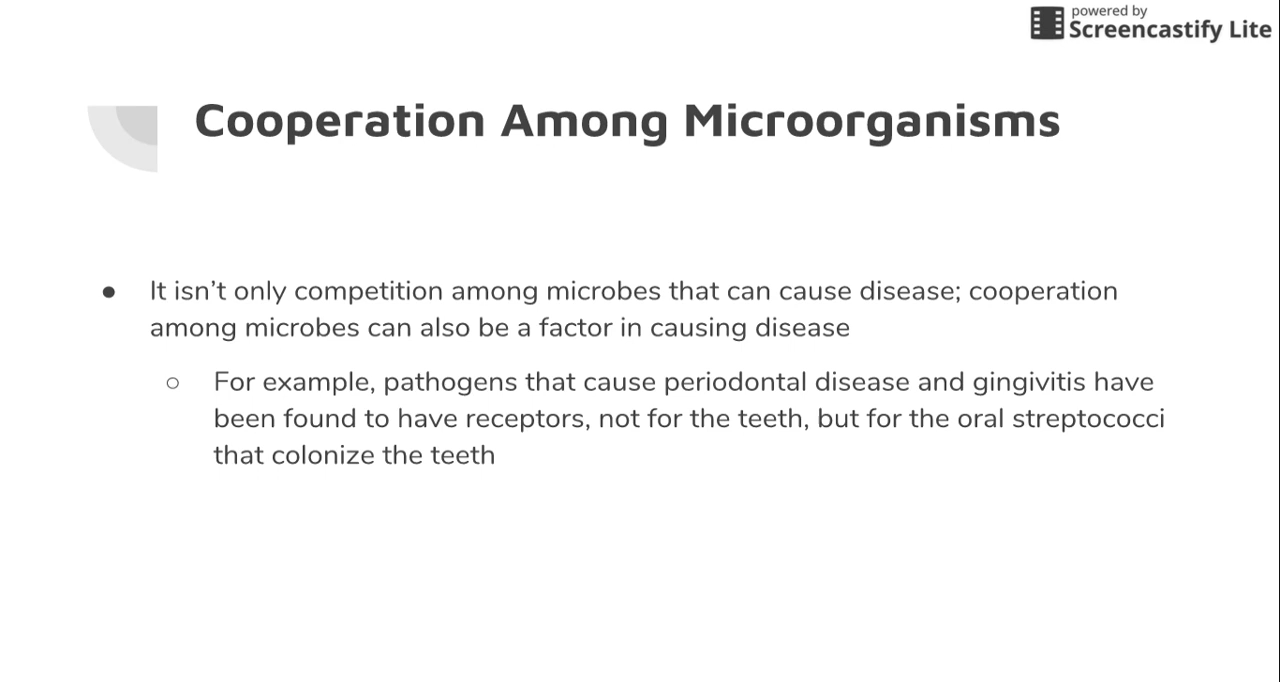 powered by
Screencastify Lite
Cooperation Among Microorganisms
● It isn’t only competition among microbes that can cause disease; cooperation
among microbes can also be a factor in causing disease
○ For example, pathogens that cause periodontal disease and gingivitis have
been found to have receptors, not for the teeth, but for the oral streptococci
that colonize the teeth